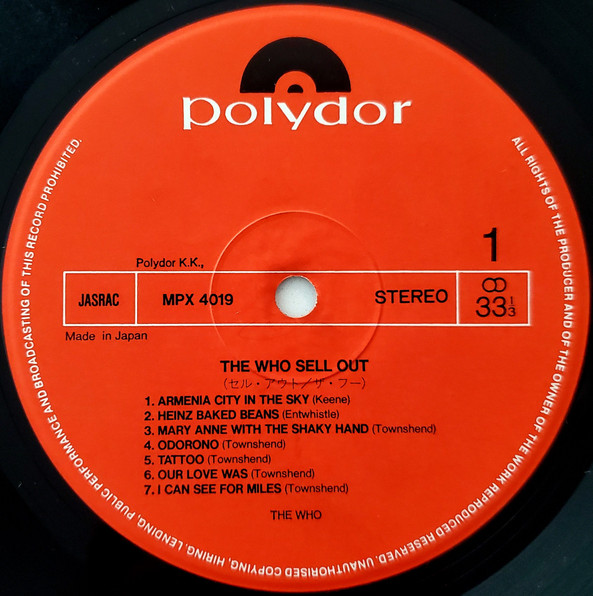 polydor
1
Polydor K.K.,
JASRAC MPX 4019 STEREO 33 1/3
Made in Japan
THE WHO SELL OUT
(セル・アウト/ザ・フー)
1. ARMENIA CITY IN THE SKY (Keene)
2. HEINZ BAKED BEANS (Entwhistle)
3. MARY ANNE WITH THE SHAKY HAND (Townshend)
4. ODORONO (Townshend)
5. TATTOO (Townshend)
6. OUR LOVE WAS (Townshend)
7. I CAN SEE FOR MILES (Townshend)
THE WHO
ALL RIGHTS OF THE PRODUCER AND OF THE OWNER OF THE WORK REPRODUCED RESERVED. UNAUTHORISED COPYING, HIRING, LENDING, PUBLIC PERFORMANCE AND BROADCASTING OF THIS RECORD PROHIBITED.